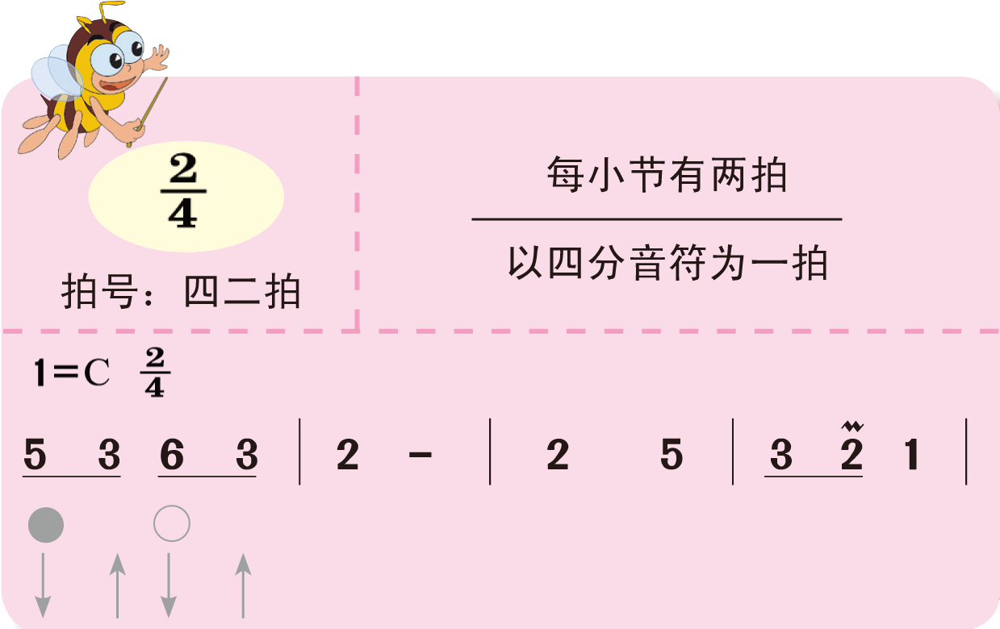 2
4
拍号：四二拍
每小节有两拍
以四分音符为一拍
1=C 2/4
5 3 6 3 | 2 - | 2 5 | 3 2 1 |